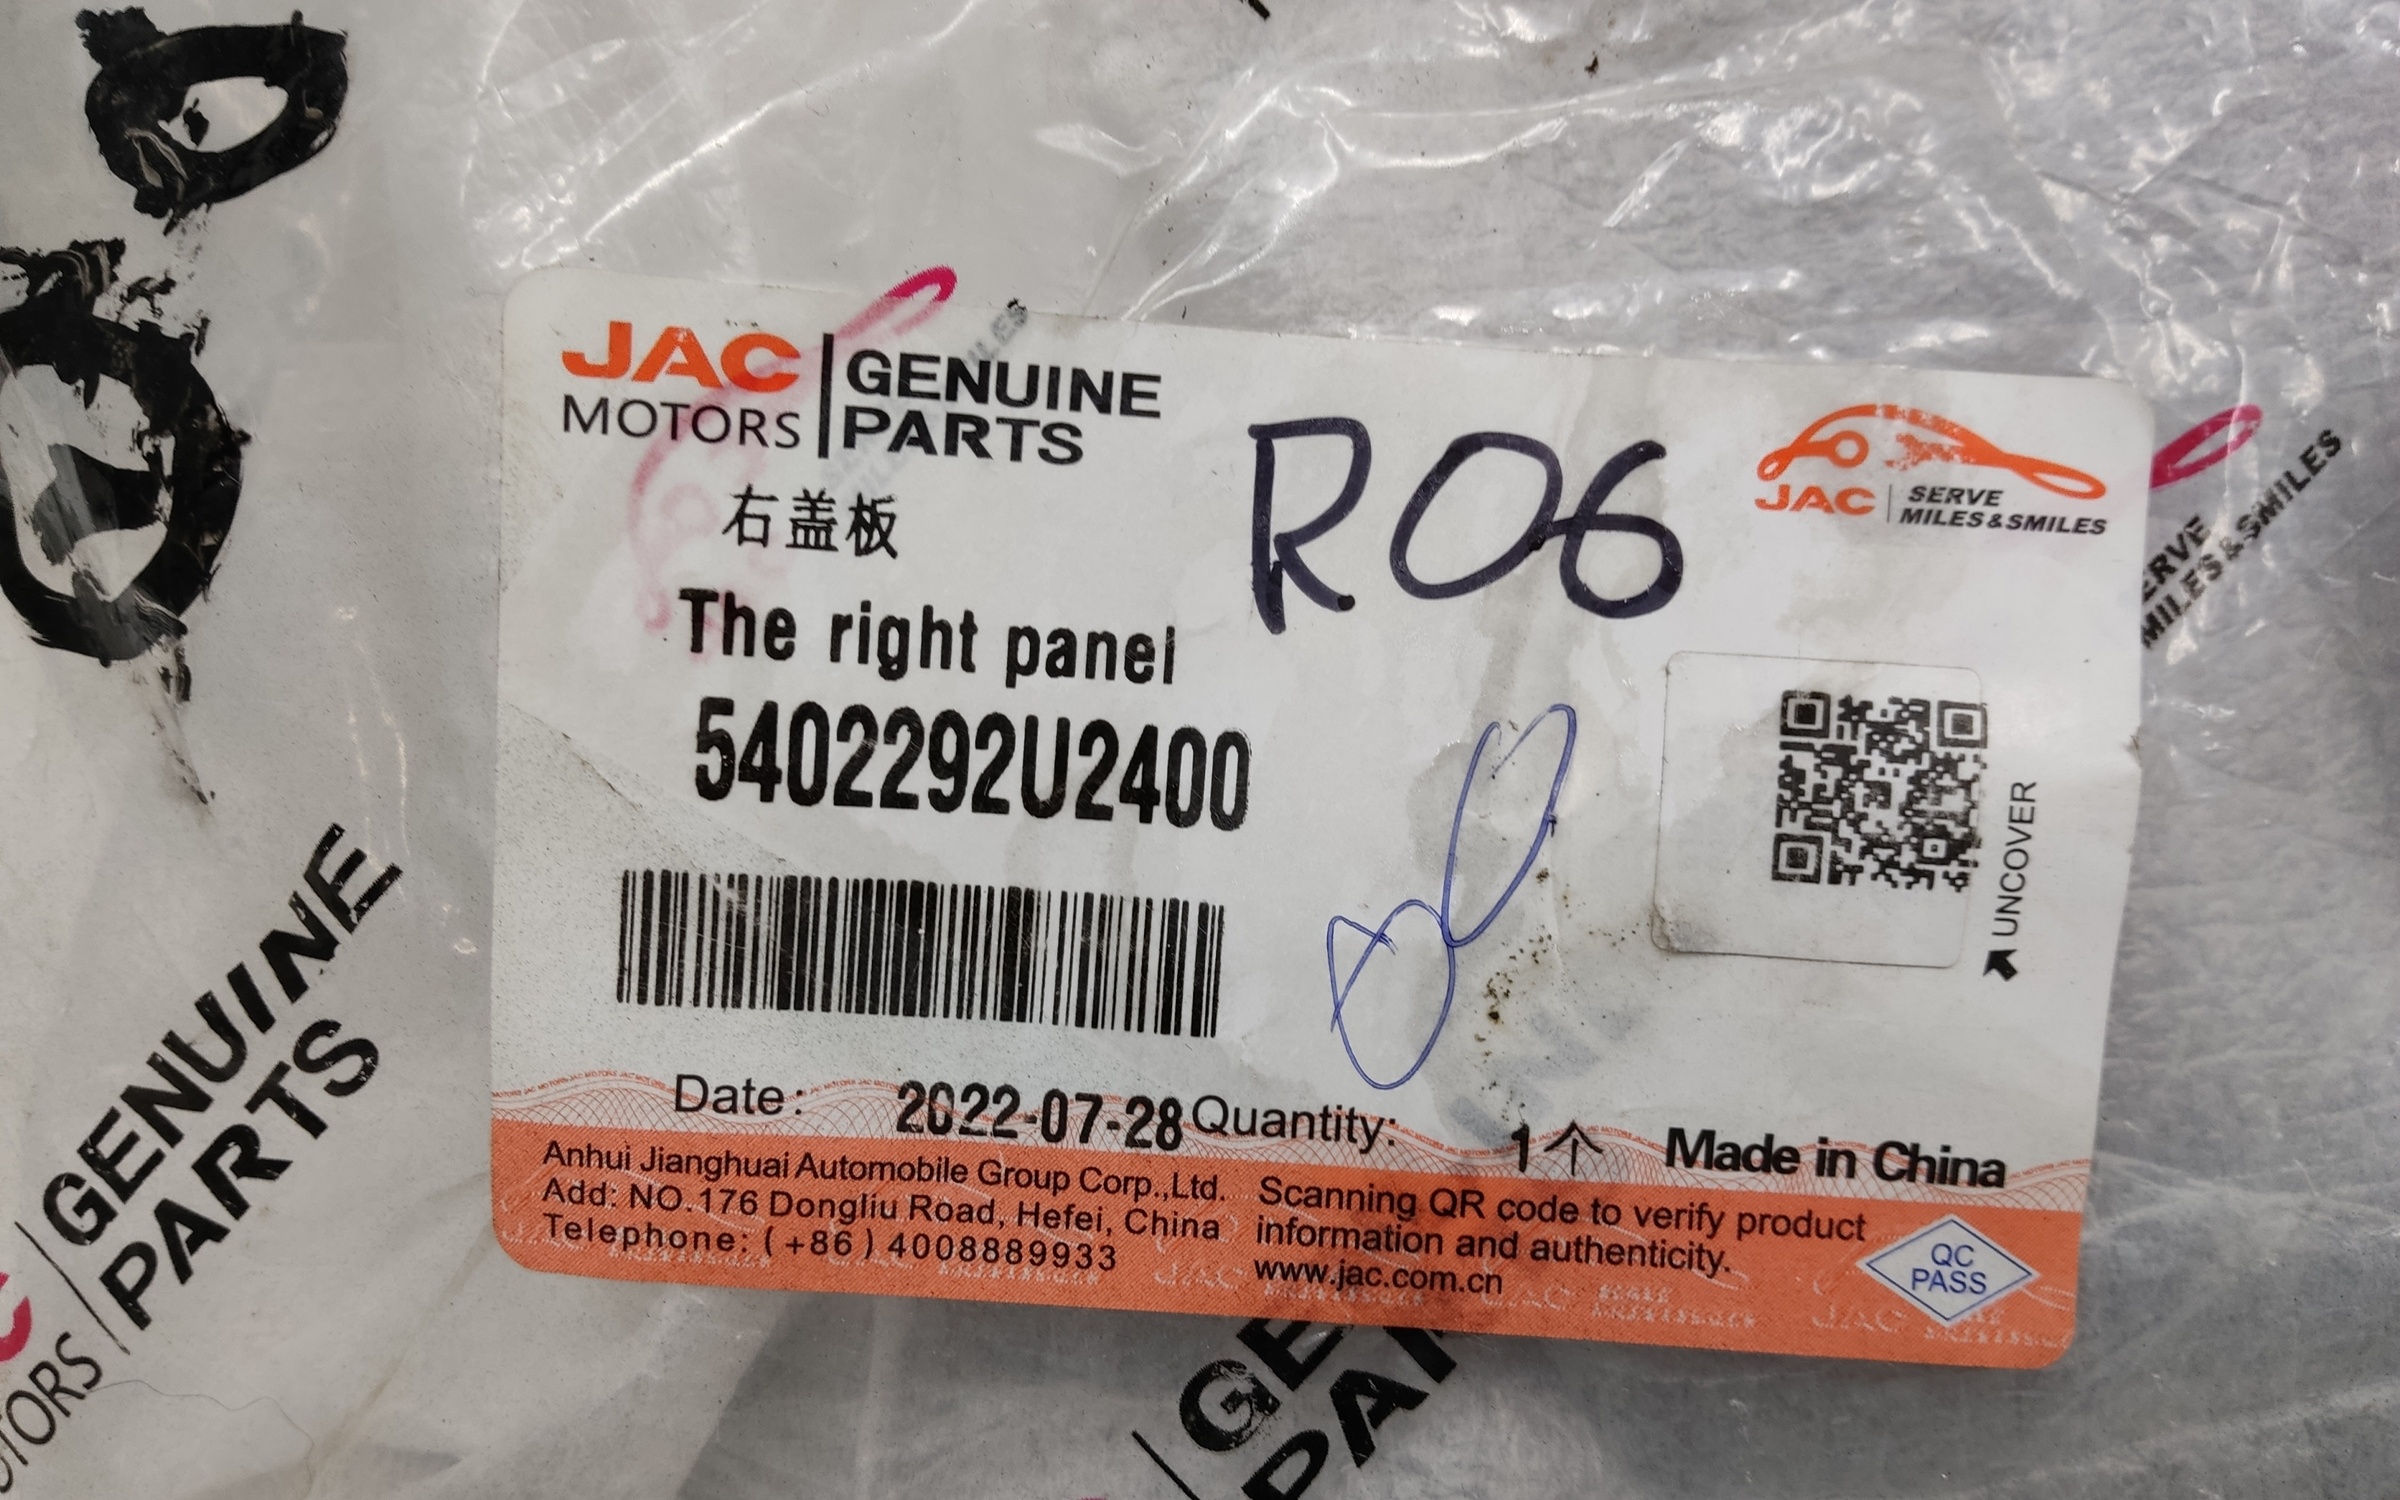 JAC
MOTORS
GENUINE
PARTS
右盖板
The right panel
5402292U2400
R06
JAC
SERVE
MILES&SMILES
UNCOVER
Date: 2022-07-28
Quantity: 1个
Made in China
Anhui Jianghuai Automobile Group Corp.,Ltd.
Add: NO.176 Dongliu Road, Hefei, China
Telephone: (+86) 4008889933
Scanning QR code to verify product
information and authenticity.
www.jac.com.cn
QC
PASS
GENUINE
PARTS
MILES&SMILES